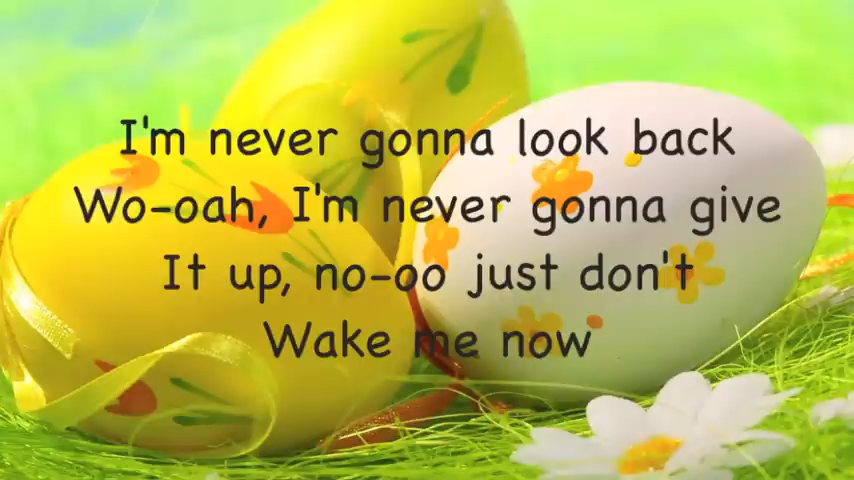 I'm never gonna look back
Wo-oah, I'm never gonna give
It up, no-oo just don't
Wake me now